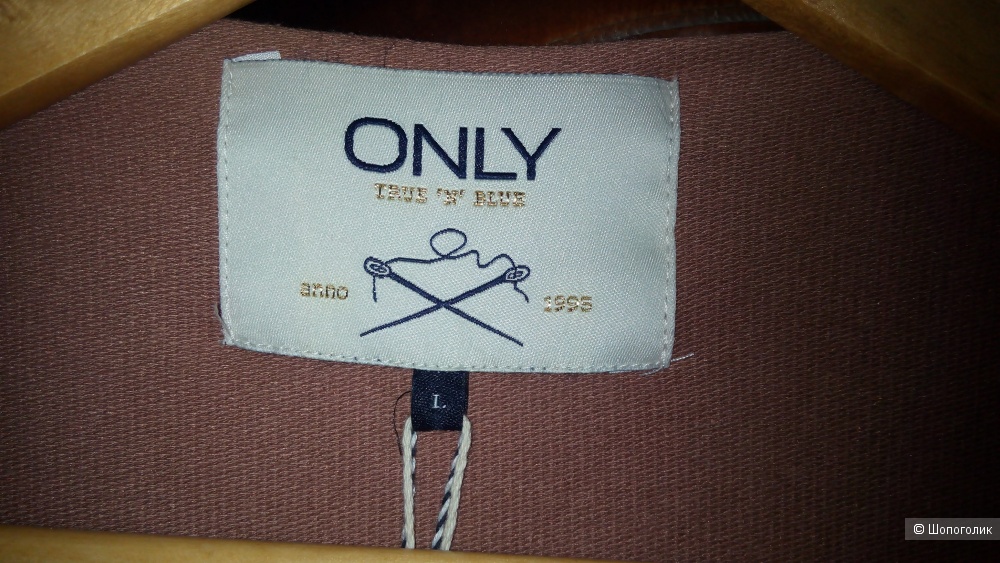 ONLY
TRUE 'N' BLUE
anno 1995
L
© Шопоголик